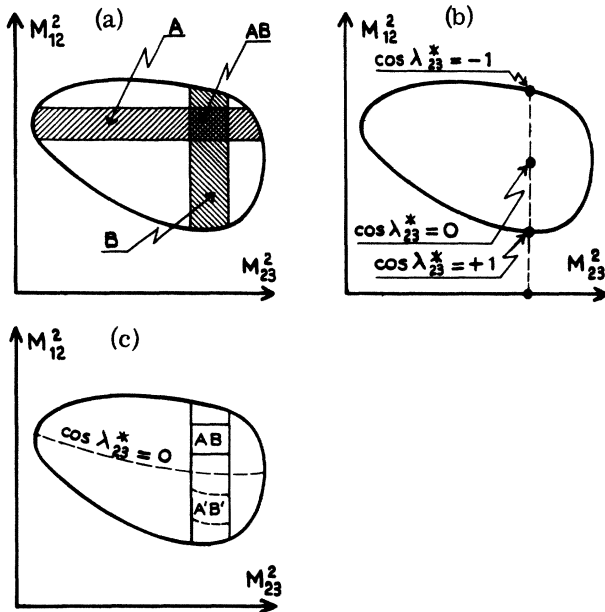 (a)
M²₁₂
A
AB
B
M²₂₃
(b)
M²₁₂
cos λ*₂₃ = −1
cos λ*₂₃ = 0
cos λ*₂₃ = +1
M²₂₃
(c)
M²₁₂
cos λ*₂₃ = 0
AB
A'B'
M²₂₃